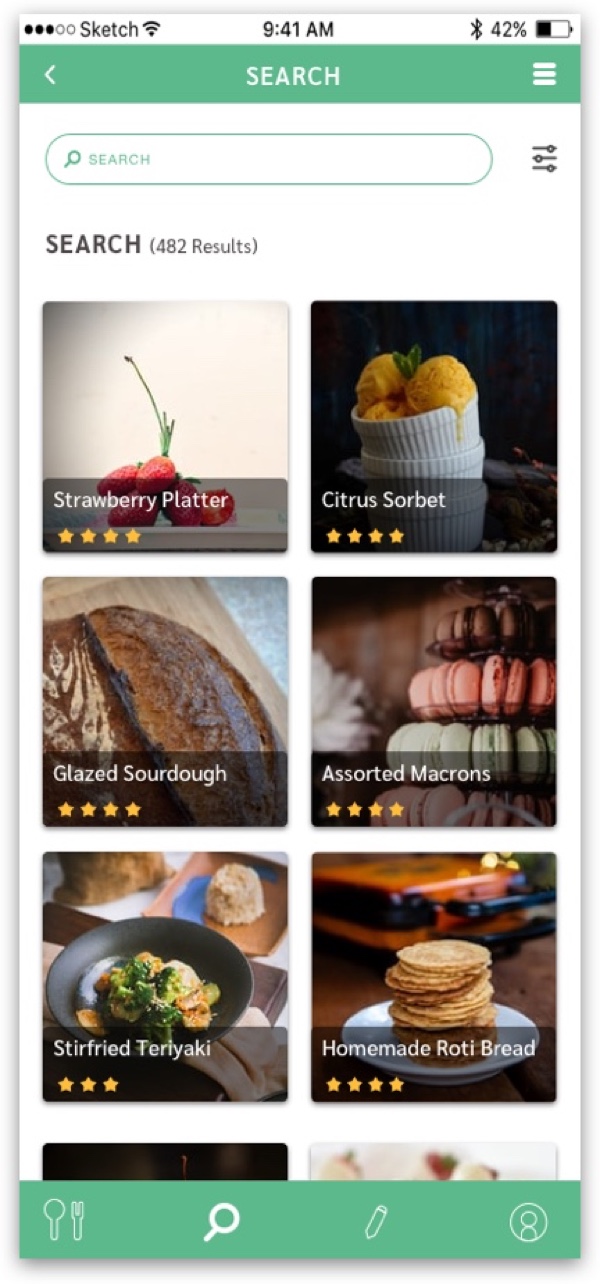 Sketch 9:41 AM 42%
SEARCH
SEARCH
SEARCH (482 Results)
Strawberry Platter
Citrus Sorbet
Glazed Sourdough
Assorted Macrons
Stirfried Teriyaki
Homemade Roti Bread